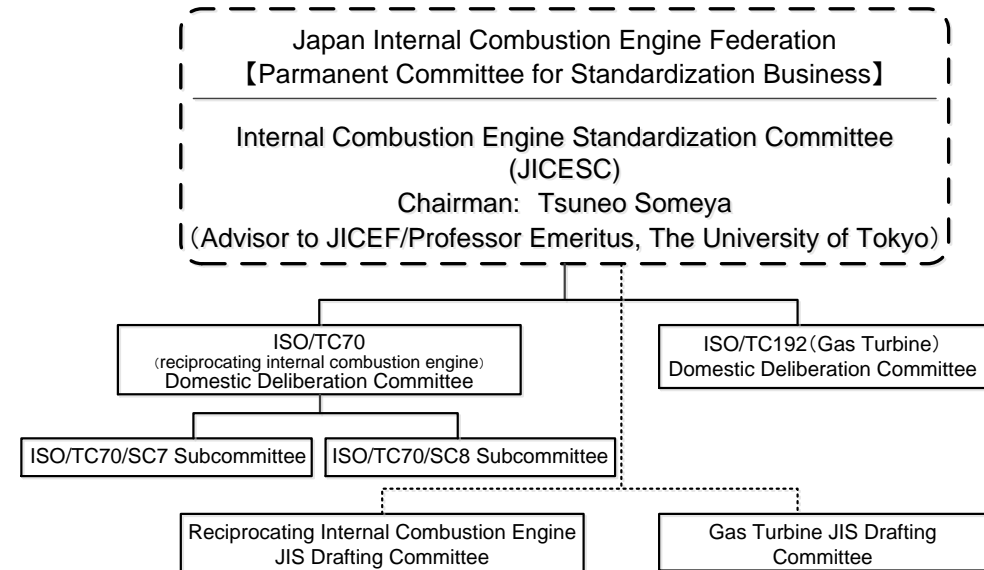 Japan Internal Combustion Engine Federation
【Parmanent Committee for Standardization Business】
Internal Combustion Engine Standardization Committee
(JICESC)
Chairman: Tsuneo Someya
（Advisor to JICEF/Professor Emeritus, The University of Tokyo）
ISO/TC70
（reciprocating internal combustion engine）
Domestic Deliberation Committee
ISO/TC192（Gas Turbine）
Domestic Deliberation Committee
ISO/TC70/SC7 Subcommittee
ISO/TC70/SC8 Subcommittee
Reciprocating Internal Combustion Engine
JIS Drafting Committee
Gas Turbine JIS Drafting
Committee